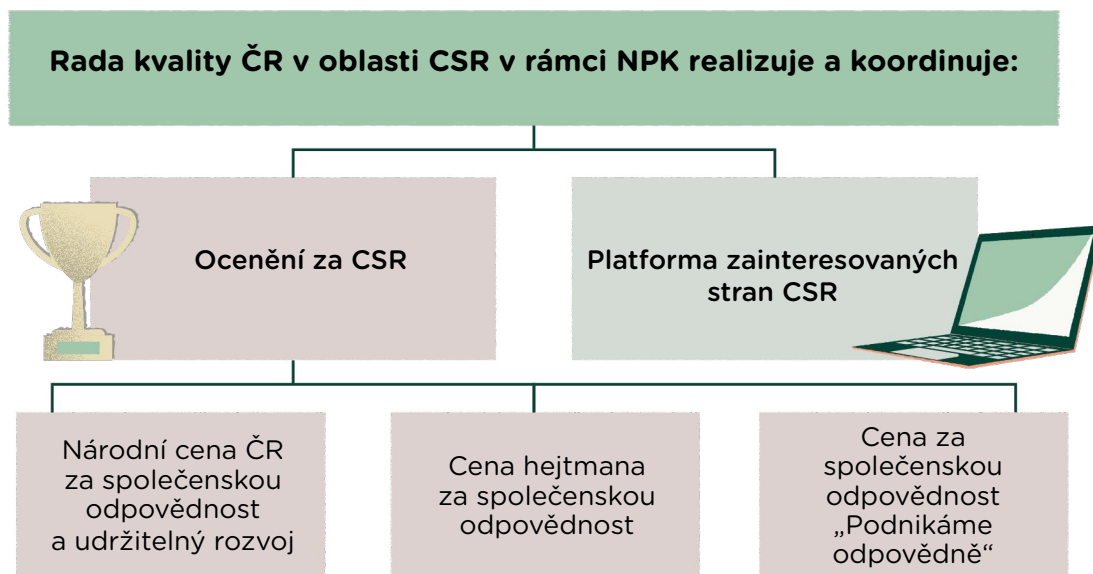 Rada kvality ČR v oblasti CSR v rámci NPK realizuje a koordinuje:
Ocenění za CSR
Platforma zainteresovaných
stran CSR
Národní cena ČR
za společenskou
odpovědnost
a udržitelný rozvoj
Cena hejtmana
za společenskou
odpovědnost
Cena za
společenskou
odpovědnost
„Podnikáme
odpovědně“